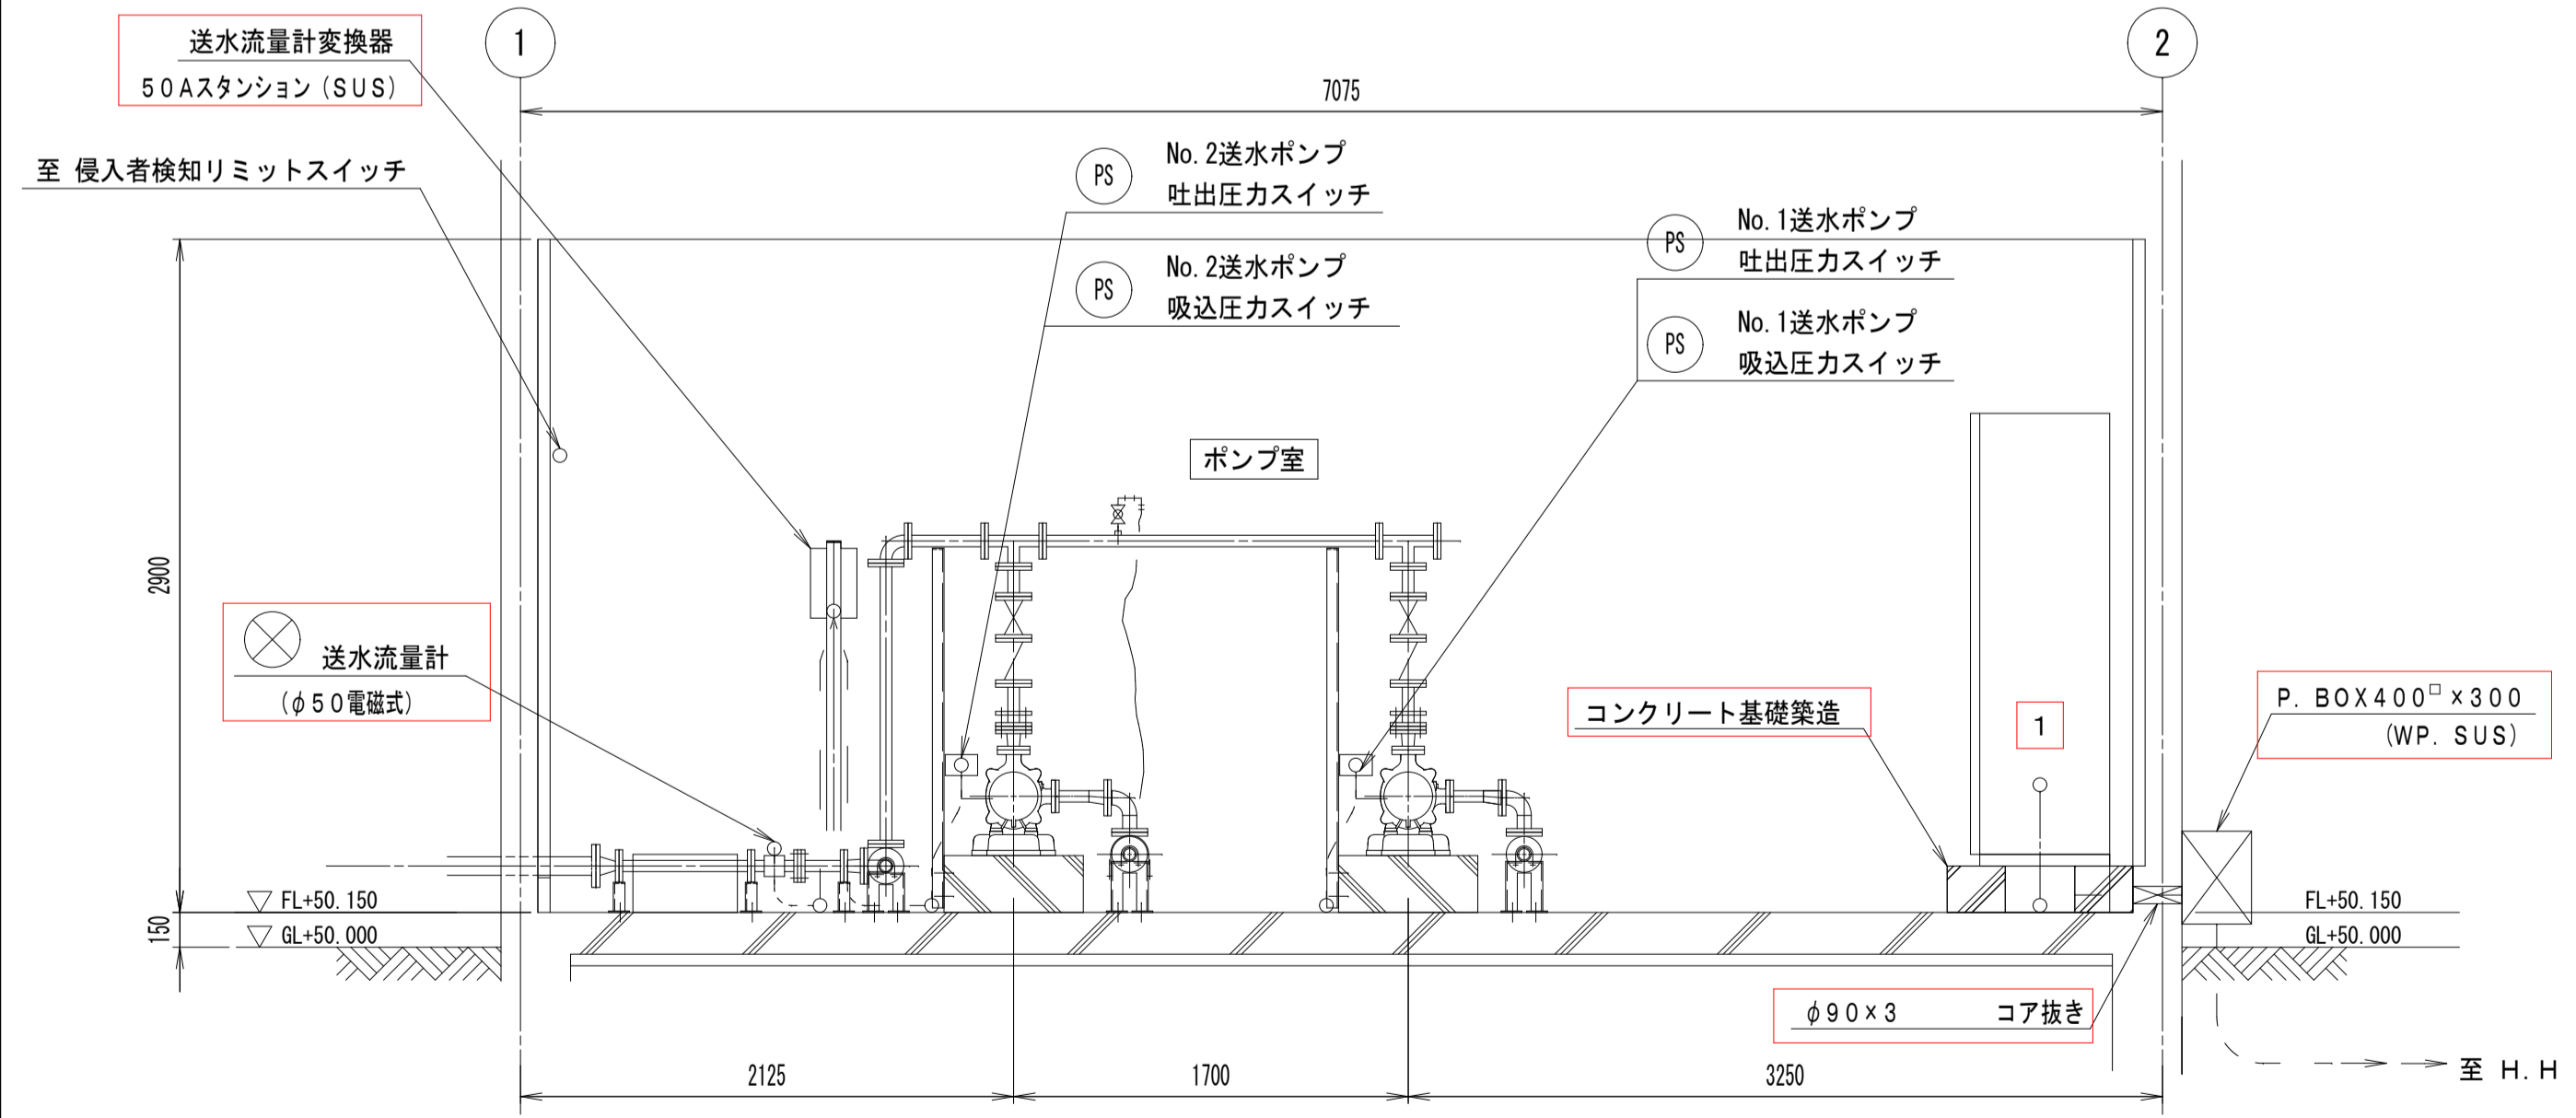 送水流量計変換器
50Aスタンション(SUS)
1
2
7075
至 侵入者検知リミットスイッチ
PS
No.2送水ポンプ
吐出圧力スイッチ
PS
No.2送水ポンプ
吸込圧力スイッチ
PS
No.1送水ポンプ
吐出圧力スイッチ
PS
No.1送水ポンプ
吸込圧力スイッチ
ポンプ室
2900
送水流量計
(φ50電磁式)
コンクリート基礎築造
1
P. BOX400□×300
(WP. SUS)
150
FL+50.150
GL+50.000
FL+50.150
GL+50.000
φ90×3 コア抜き
2125
1700
3250
至 H.H